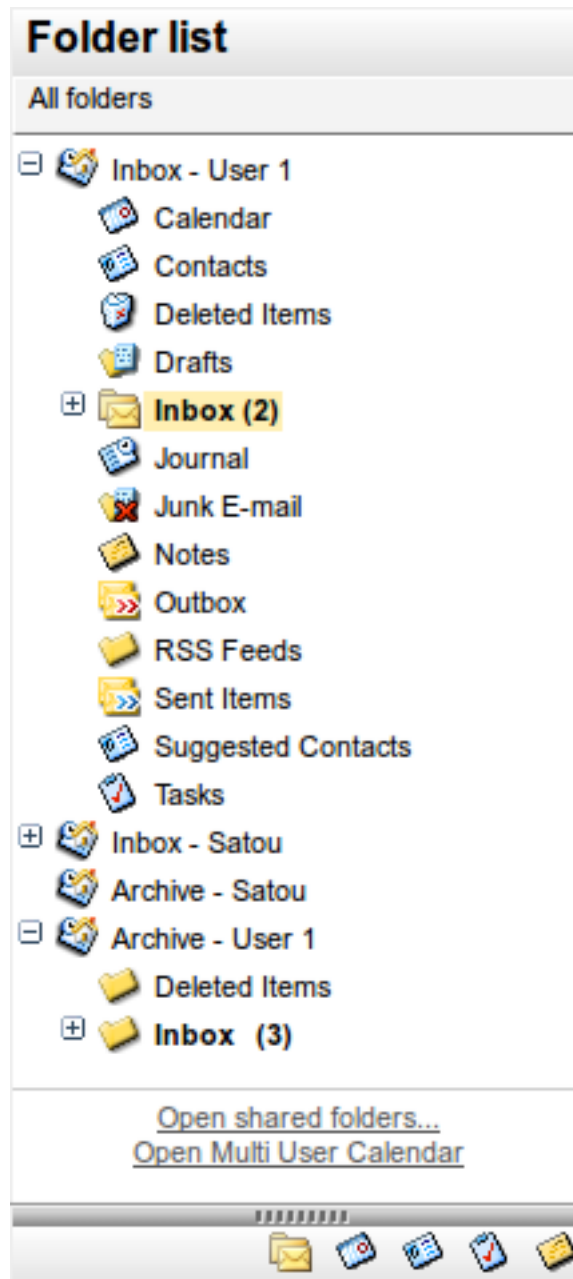 Folder list
All folders
Inbox - User 1
Calendar
Contacts
Deleted Items
Drafts
Inbox (2)
Journal
Junk E-mail
Notes
Outbox
RSS Feeds
Sent Items
Suggested Contacts
Tasks
Inbox - Satou
Archive - Satou
Archive - User 1
Deleted Items
Inbox (3)
Open shared folders...
Open Multi User Calendar